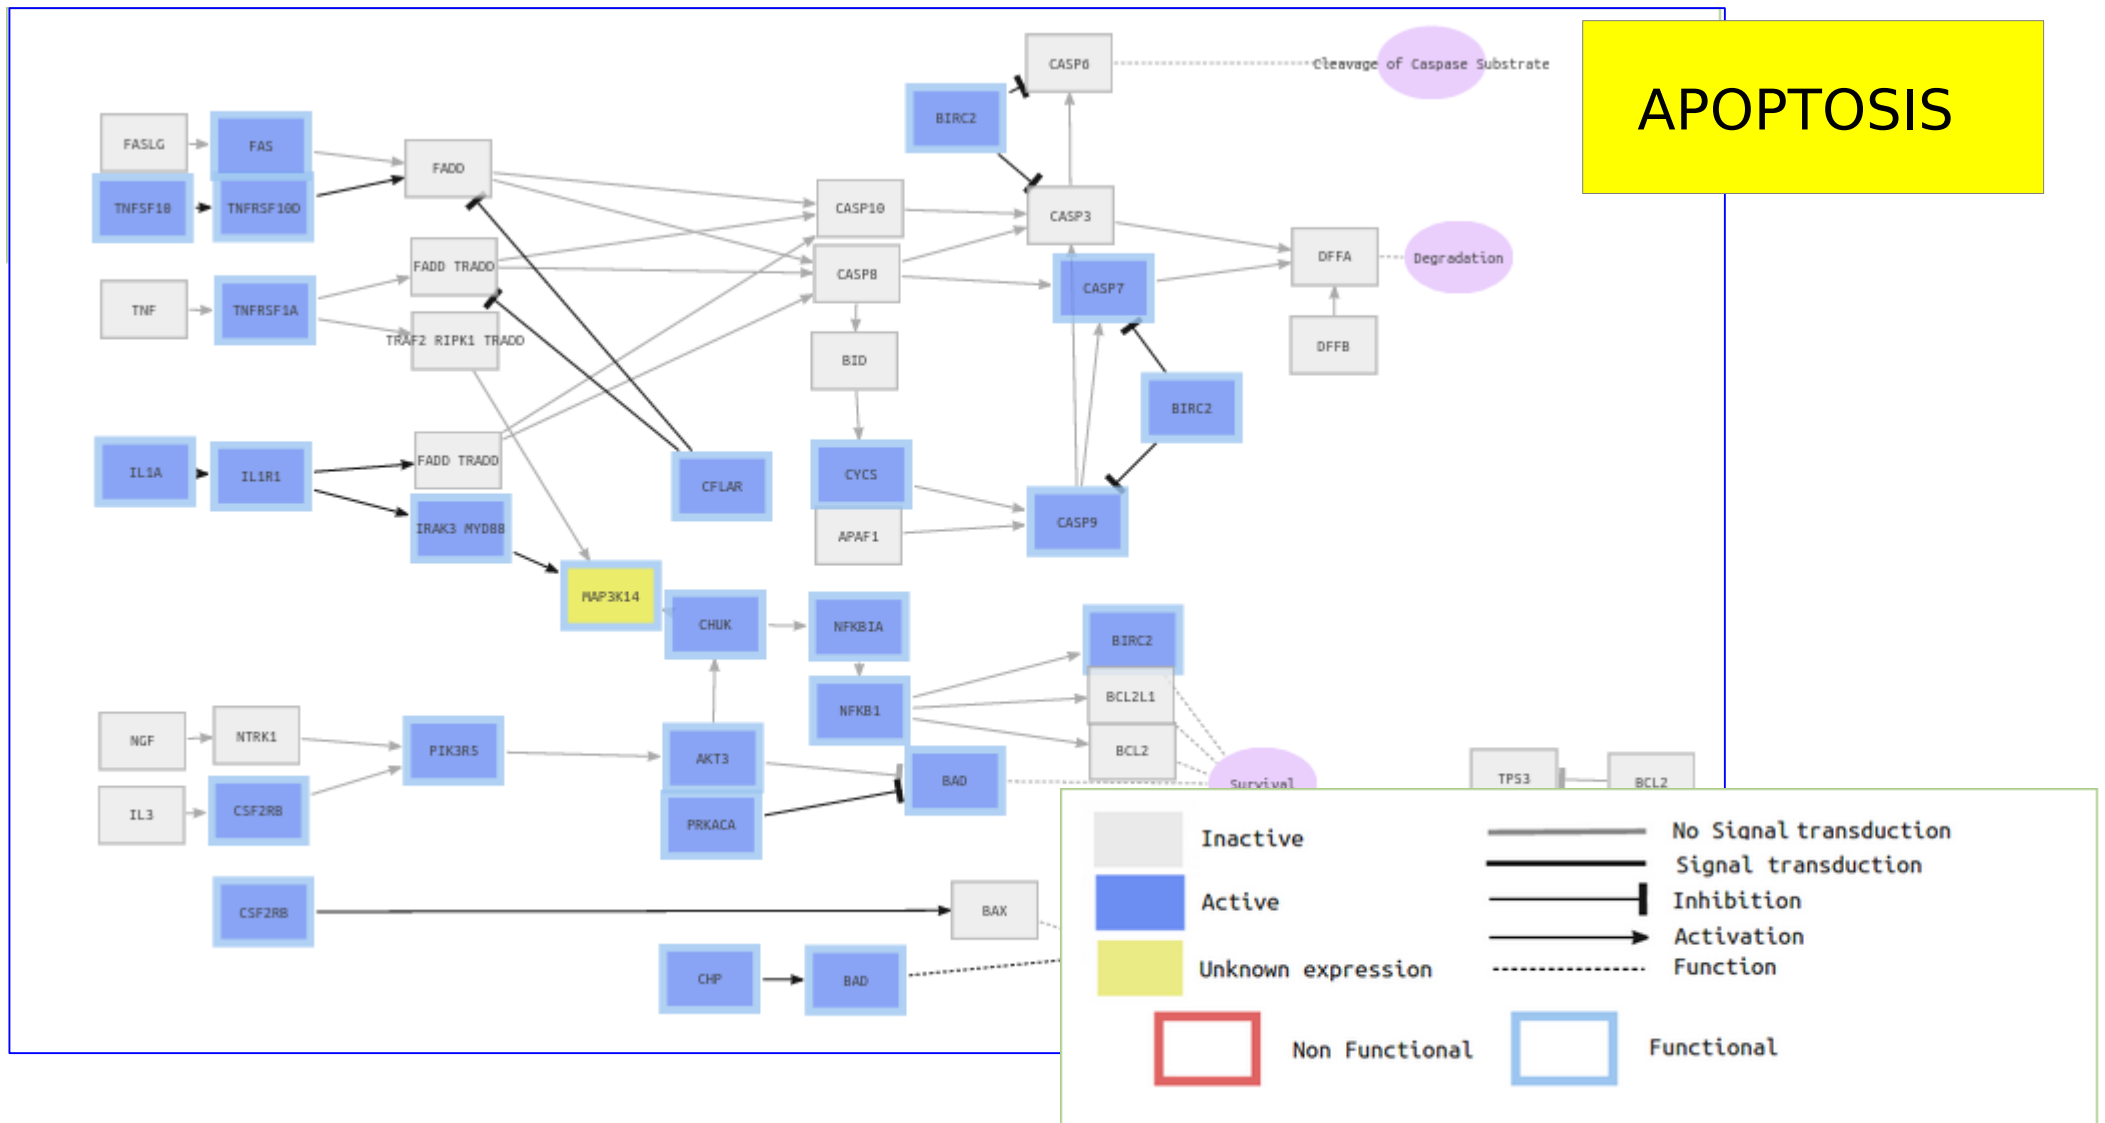 APOPTOSIS
CASP6
Cleavage of Caspase Substrate
BIRC2
FASLG
FAS
FADD
TNFSF10
TNFRSF10D
CASP10
CASP3
FADD TRADD
CASP8
CASP7
DFFA
Degradation
TNF
TNFRSF1A
TRAF2 RIPK1 TRADD
BID
DFFB
BIRC2
IL1A
IL1R1
FADD TRADD
CFLAR
CYCS
IRAK3 MYD88
APAF1
CASP9
MAP3K14
CHUK
NFKBIA
BIRC2
BCL2L1
NFKB1
BCL2
NGF
NTRK1
PIK3R5
AKT3
BAD
Survival
TP53
BCL2
IL3
CSF2RB
PRKACA
CSF2RB
BAX
CHP
BAD
Inactive
Active
Unknown expression
Non Functional
No Signal transduction
Signal transduction
Inhibition
Activation
Function
Functional